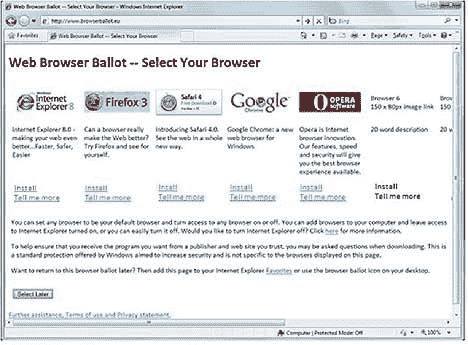 Web Browser Ballot -- Select Your Browser - Windows Internet Explorer
http://www.browserballot.eu
Bing
Favorites
Web Browser Ballot -- Select Your Browser
Page Safety Tools
Web Browser Ballot -- Select Your Browser
Windows Internet Explorer 8
Firefox 3
Safari 4
Google Chrome
OPERA software
Browser 6
150 x 80px image link
Brow
150 x
Internet Explorer 8.0 -
making your web even
better...Faster, Safer,
Easier
Can a browser really
make the Web better?
Try Firefox and see for
yourself.
Introducing Safari 4.0.
See the web in a whole
new way.
Google Chrome: a new
web browser for
Windows.
Opera is Internet
browser innovation.
Our features, speed
and security will give
you the best browser
experience available.
20 word description
20 wo
Install
Tell me more
Install
Tell me more
Install
Tell me more
Install
Tell me more
Install
Tell me more
Install
Tell me more
You can set any browser to be your default browser and turn access to any browser on or off. You can add browsers to your computer and leave access
to Internet Explorer turned on, or you can easily turn it off. Would you like to turn Internet Explorer off? Click here for more information.
To help ensure that you receive the program you want from a publisher and web site you trust, you may be asked questions when downloading. This is
a standard protection offered by Windows aimed to increase security and is not specific to the browsers displayed on this page.
Want to return to this browser ballot later? Then add this page to your Internet Explorer Favorites or use the browser ballot icon on your desktop.
Select Later
Further assistance, Terms of use and Privacy statement.
Computer | Protected Mode: Off
100%